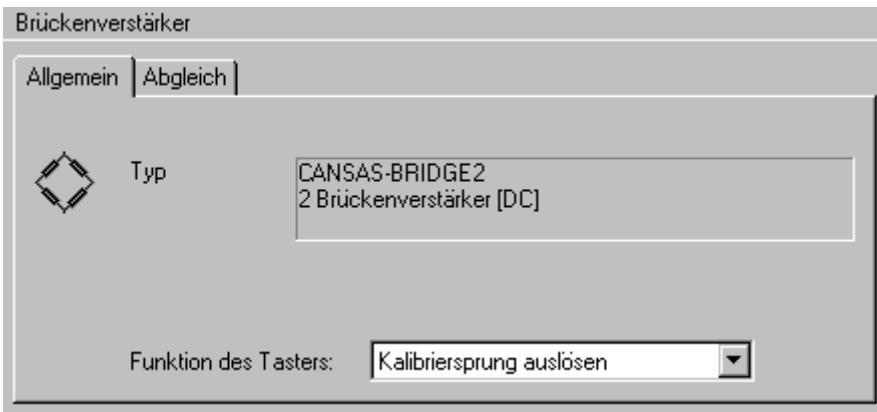 Brückenverstärker
Allgemein Abgleich
Typ CANSAS-BRIDGE2
2 Brückenverstärker [DC]
Funktion des Tasters: Kalibriersprung auslösen